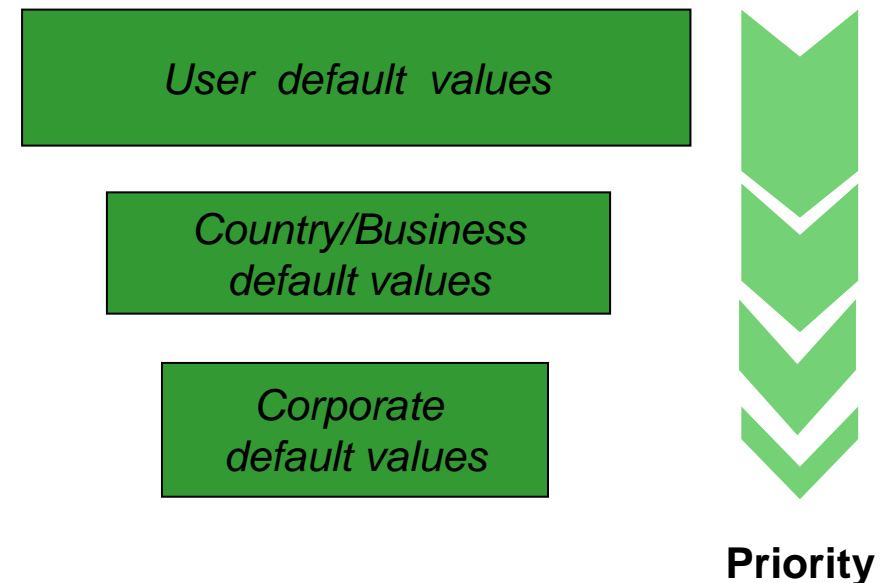 User default values
Country/Business
default values
Corporate
default values
Priority